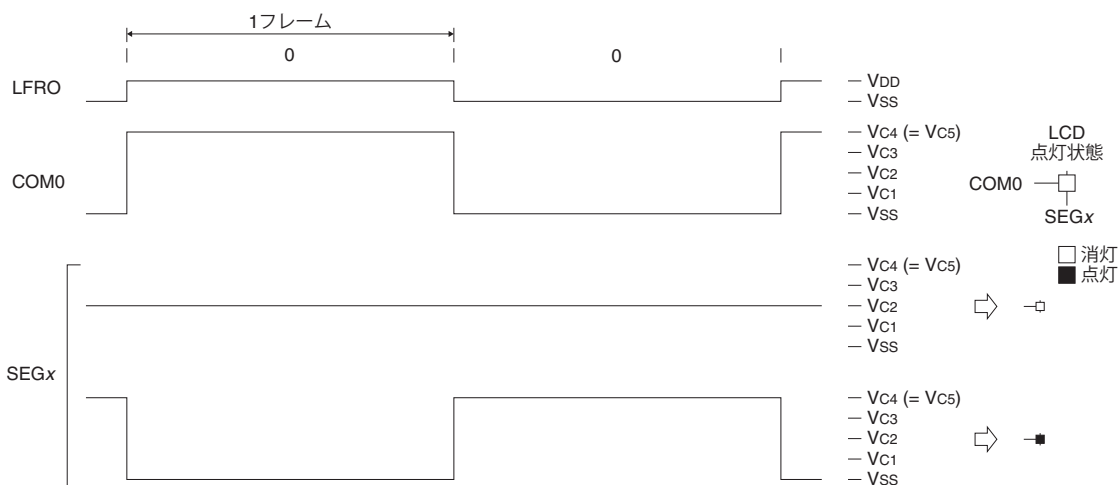 1フレーム
0 0
LFRO
VDD
VSS
COM0
VC4 (= VC5)
VC3
VC2
VC1
VSS
LCD
点灯状態
COM0
SEGx
消灯
点灯
SEGx
VC4 (= VC5)
VC3
VC2
VC1
VSS
VC4 (= VC5)
VC3
VC2
VC1
VSS